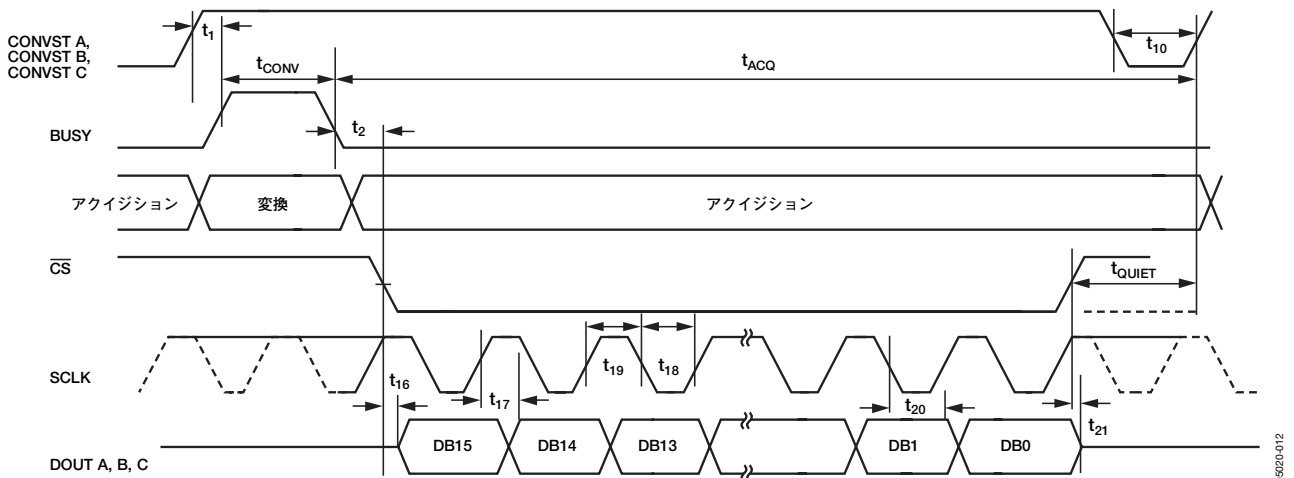 CONVST A,
CONVST B,
CONVST C
t1
tCONV
tACQ
t10
BUSY
t2
アクイジション
変換
アクイジション
CS
tQUIET
SCLK
t16
t17
t19
t18
t20
t21
DOUT A, B, C
DB15
DB14
DB13
DB1
DB0
5020-012